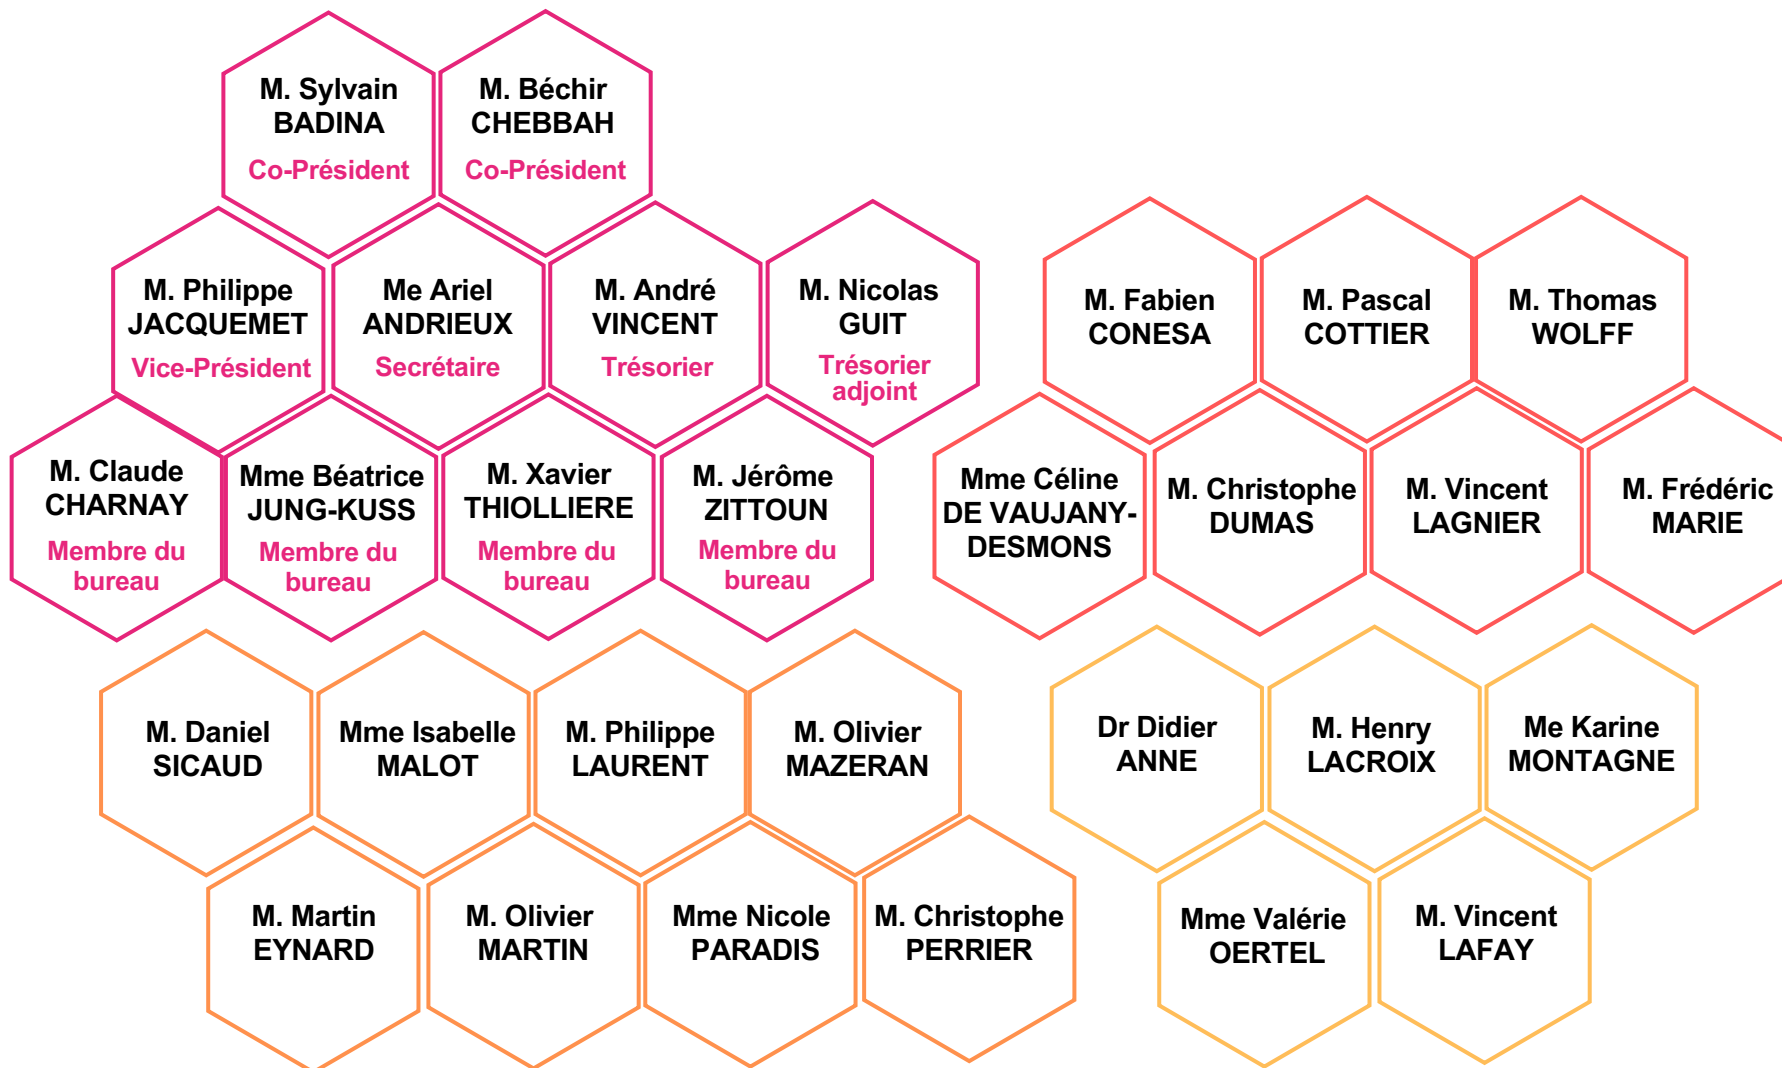 M. Sylvain
BADINA
Co-Président
M. Béchir
CHEBBAH
Co-Président
M. Philippe
JACQUEMET
Vice-Président
Me Ariel
ANDRIEUX
Secrétaire
M. André
VINCENT
Trésorier
M. Nicolas
GUIT
Trésorier
adjoint
M. Claude
CHARNAY
Membre du
bureau
Mme Béatrice
JUNG-KUSS
Membre du
bureau
M. Xavier
THIOLLIERE
Membre du
bureau
M. Jérôme
ZITTOUN
Membre du
bureau
M. Fabien
CONESA
M. Pascal
COTTIER
M. Thomas
WOLFF
Mme Céline
DE VAUJANY-
DESMONS
M. Christophe
DUMAS
M. Vincent
LAGNIER
M. Frédéric
MARIE
M. Daniel
SICAUD
Mme Isabelle
MALOT
M. Philippe
LAURENT
M. Olivier
MAZERAN
M. Martin
EYNARD
M. Olivier
MARTIN
Mme Nicole
PARADIS
M. Christophe
PERRIER
Dr Didier
ANNE
M. Henry
LACROIX
Me Karine
MONTAGNE
Mme Valérie
OERTEL
M. Vincent
LAFAY